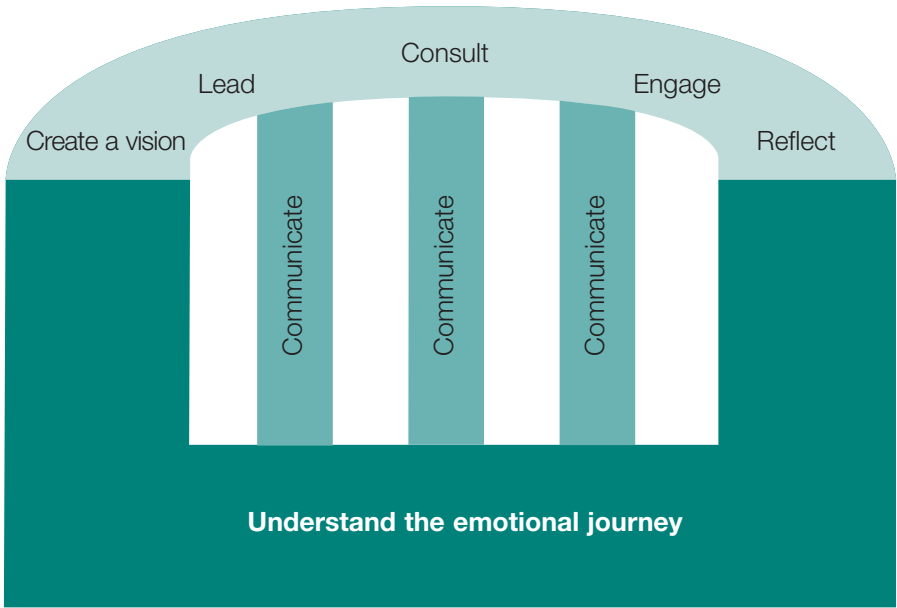 Create a vision
Lead
Consult
Engage
Reflect
Communicate
Communicate
Communicate
Understand the emotional journey